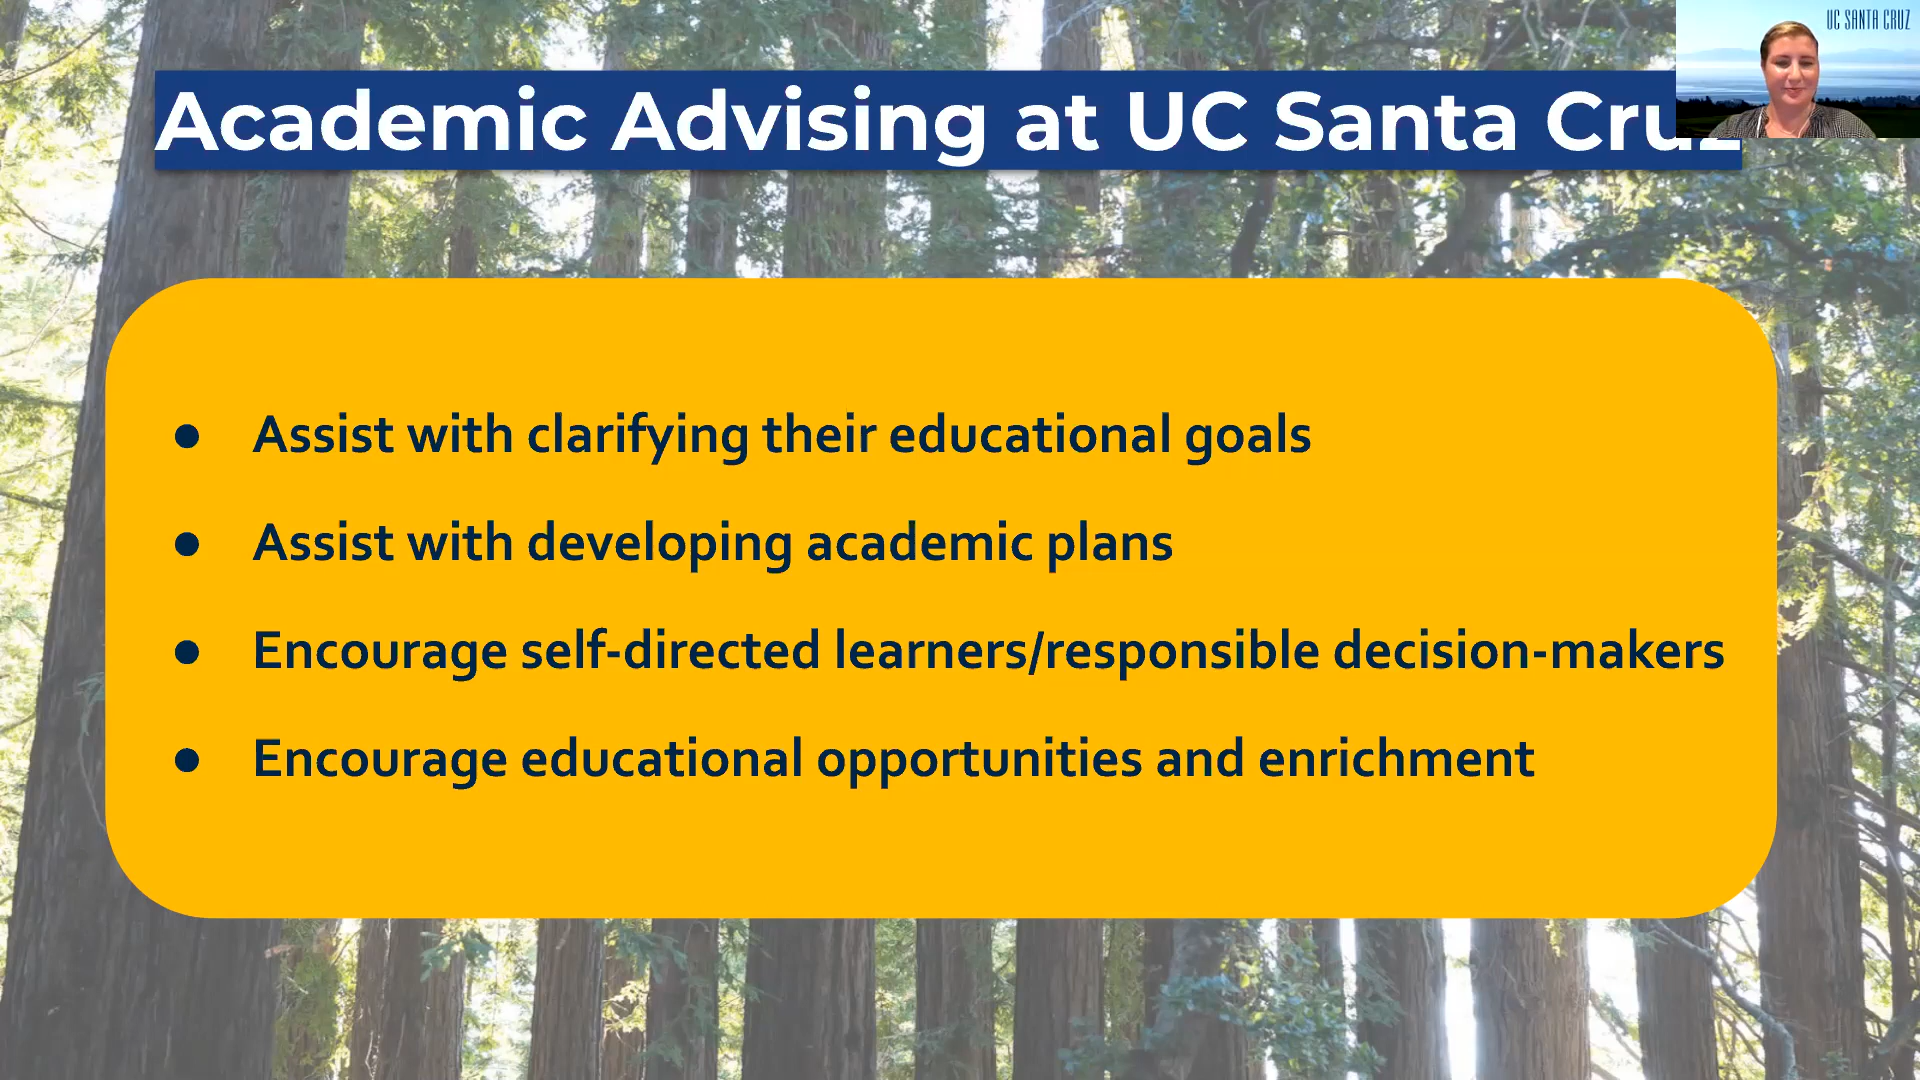 Academic Advising at UC Santa Cruz
UC SANTA CRUZ
● Assist with clarifying their educational goals
● Assist with developing academic plans
● Encourage self-directed learners/responsible decision-makers
● Encourage educational opportunities and enrichment